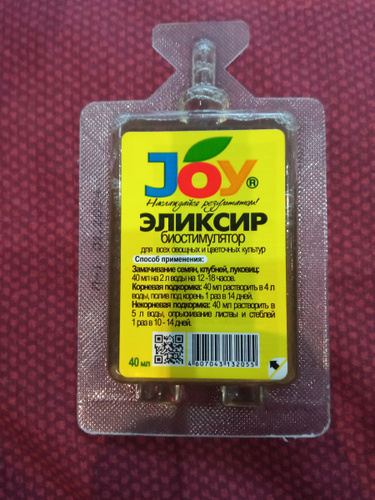 JOY®
Наслаждайся результатом!
ЭЛИКСИР
биостимулятор
для всех овощных и цветочных культур
Способ применения:
Замачивание семян, клубней, луковиц:
40 мл на 2 л воды на 12-18 часов.
Корневая подкормка: 40 мл растворить в 4 л
воды, полив под корень 1 раз в 14 дней.
Некорневая подкормка: 40 мл растворить в
5 л воды, опрыскивание листвы и стеблей
1 раз в 10 - 14 дней.
40 мл
4607043132055